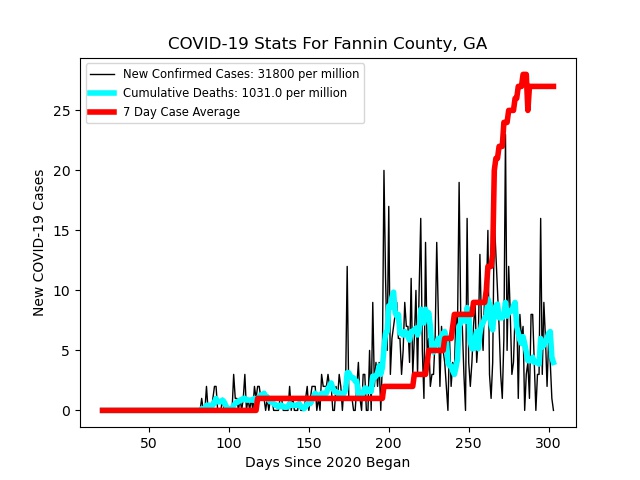 COVID-19 Stats For Fannin County, GA
New Confirmed Cases: 31800 per million
Cumulative Deaths: 1031.0 per million
7 Day Case Average
25
20
15
10
5
0
New COVID-19 Cases
50 100 150 200 250 300
Days Since 2020 Began